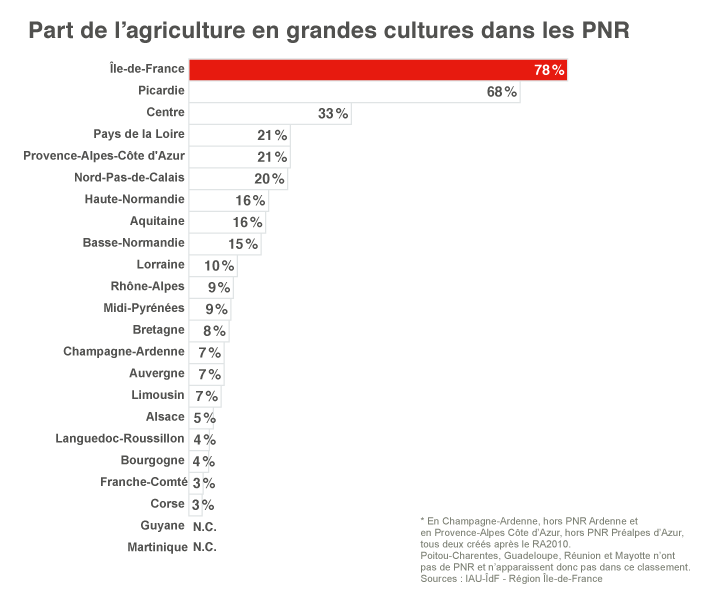 Part de l’agriculture en grandes cultures dans les PNR
Île-de-France 78 %
Picardie 68 %
Centre 33 %
Pays de la Loire 21 %
Provence-Alpes-Côte d'Azur 21 %
Nord-Pas-de-Calais 20 %
Haute-Normandie 16 %
Aquitaine 16 %
Basse-Normandie 15 %
Lorraine 10 %
Rhône-Alpes 9 %
Midi-Pyrénées 9 %
Bretagne 8 %
Champagne-Ardenne 7 %
Auvergne 7 %
Limousin 7 %
Alsace 5 %
Languedoc-Roussillon 4 %
Bourgogne 4 %
Franche-Comté 3 %
Corse 3 %
Guyane N.C.
Martinique N.C.
* En Champagne-Ardenne, hors PNR Ardenne et
en Provence-Alpes Côte d’Azur, hors PNR Préalpes d’Azur,
tous deux créés après le RA2010.
Poitou-Charentes, Guadeloupe, Réunion et Mayotte n’ont
pas de PNR et n’apparaissent donc pas dans ce classement.
Sources : IAU-ÎdF - Région Île-de-France